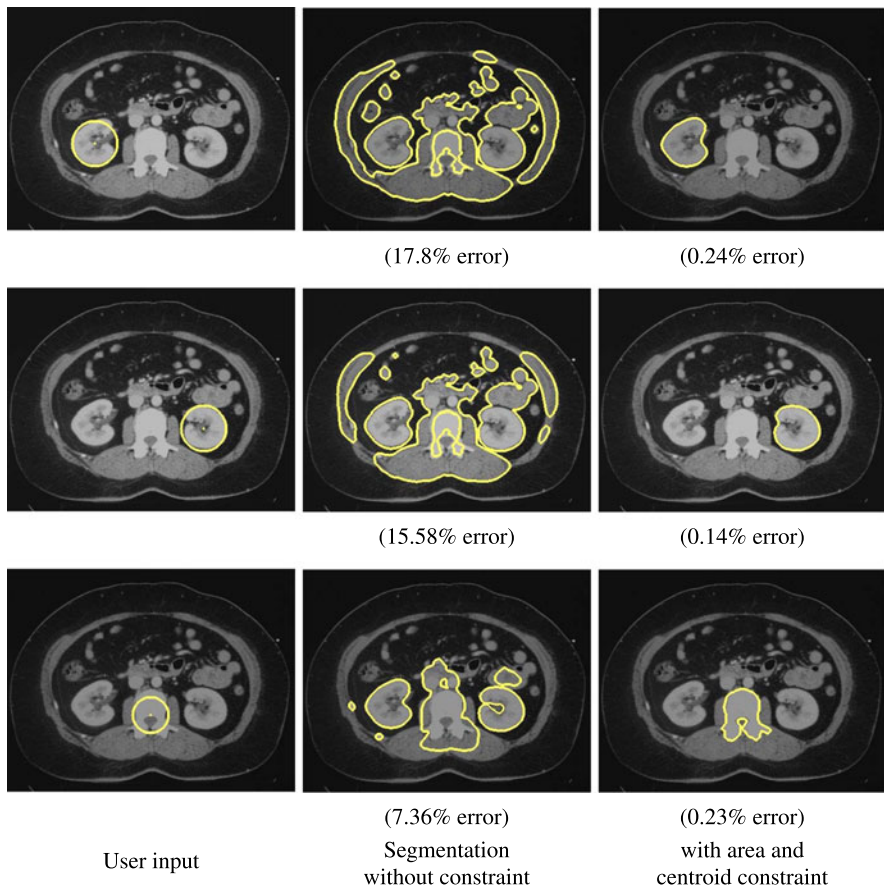 (17.8% error)
(0.24% error)
(15.58% error)
(0.14% error)
(7.36% error)
(0.23% error)
User input
Segmentation
without constraint
with area and
centroid constraint